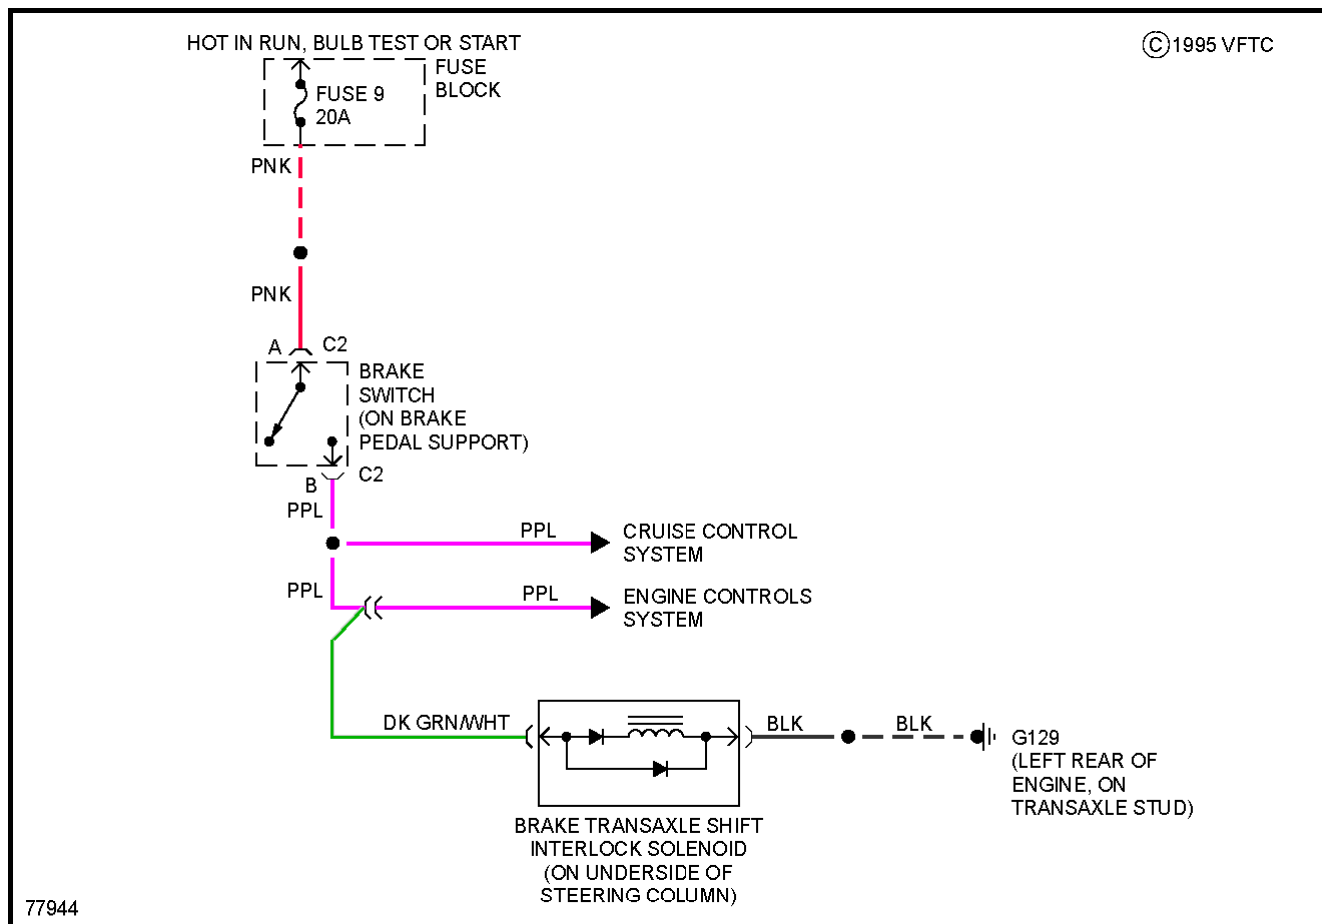 HOT IN RUN, BULB TEST OR START
© 1995 VFTC
FUSE
BLOCK
FUSE 9
20A
PNK
PNK
A
C2
BRAKE
SWITCH
(ON BRAKE
PEDAL SUPPORT)
B
C2
PPL
PPL
CRUISE CONTROL
SYSTEM
PPL
PPL
ENGINE CONTROLS
SYSTEM
DK GRN/WHT
BLK
BLK
G129
(LEFT REAR OF
ENGINE, ON
TRANSAXLE STUD)
BRAKE TRANSAXLE SHIFT
INTERLOCK SOLENOID
(ON UNDERSIDE OF
STEERING COLUMN)
77944